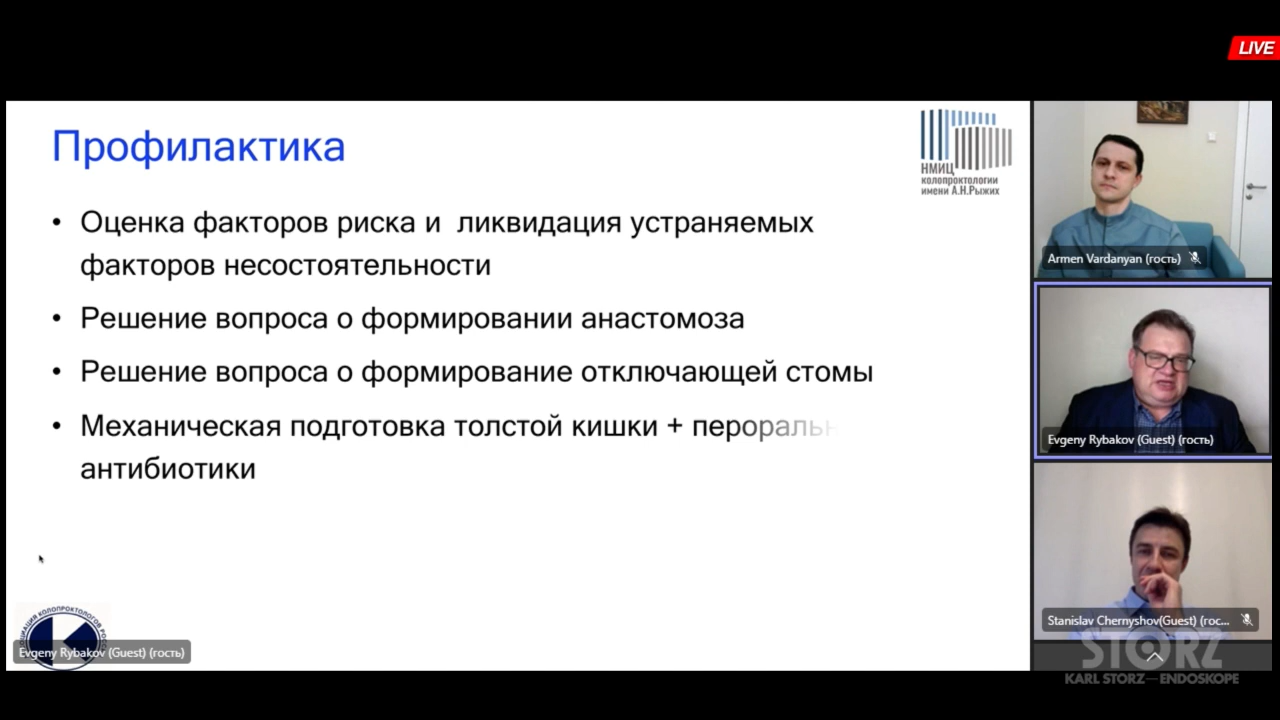 LIVE
Профилактика
НМИЦ
колопроктологии
имени А.Н.Рыжих
• Оценка факторов риска и ликвидация устраняемых
факторов несостоятельности
• Решение вопроса о формировании анастомоза
• Решение вопроса о формирование отключающей стомы
• Механическая подготовка толстой кишки +
антибиотики
КОЛОПРОКТОЛОГОВ
Evgeny Rybakov (Guest) (гость)
Armen Vardanyan (гость)
Evgeny Rybakov (Guest) (гость)
Stanislav Chernyshov(Guest) (гос...
STORZ
KARL STORZ—ENDOSKOPE